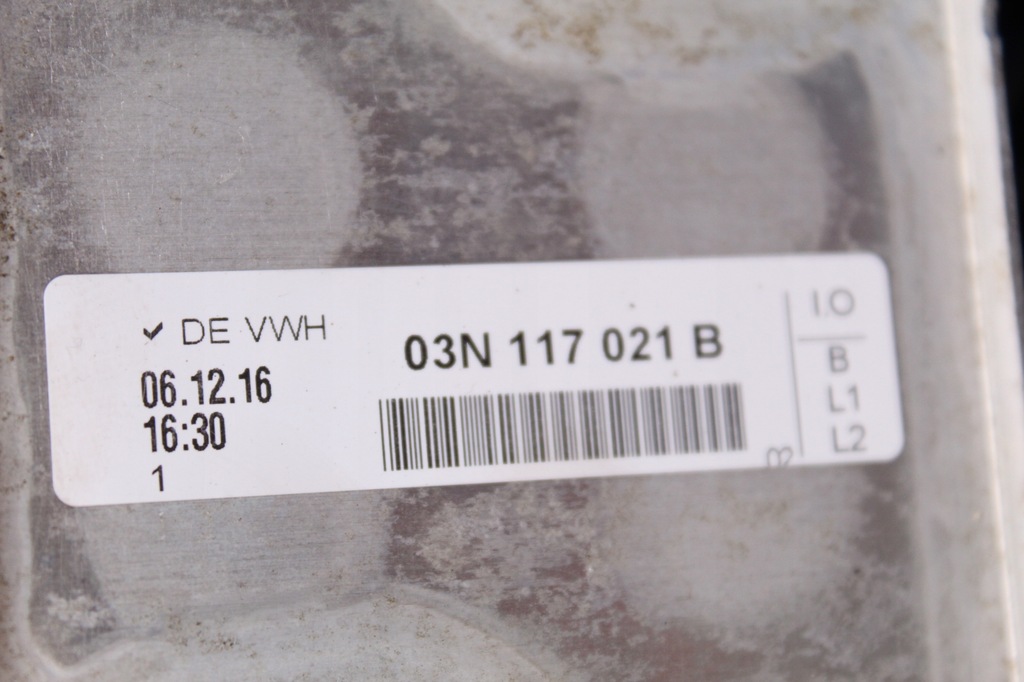 ✓ DE VWH
06.12.16
16:30
1
03N 117 021 B
02
I.O
B
L1
L2